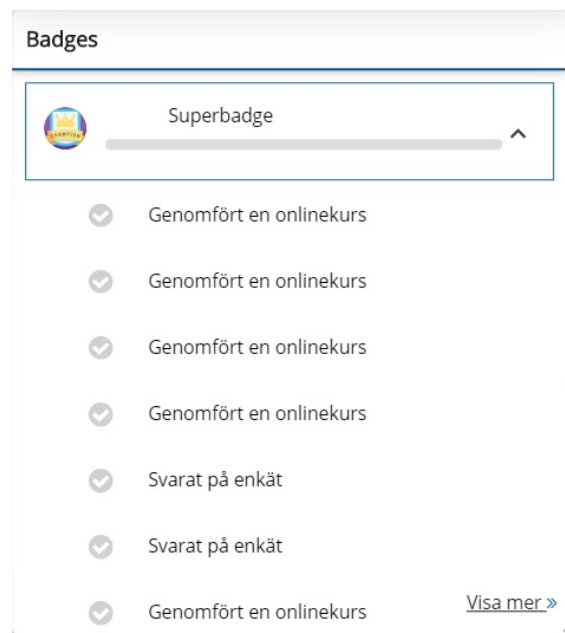 Badges
Superbadge
CHAMPION
Genomfört en onlinekurs
Genomfört en onlinekurs
Genomfört en onlinekurs
Genomfört en onlinekurs
Svarat på enkät
Svarat på enkät
Genomfört en onlinekurs
Visa mer »